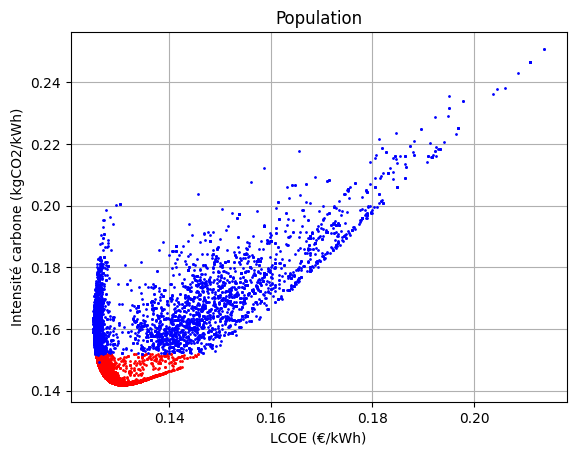 Population
Intensité carbone (kgCO2/kWh)
0.24
0.22
0.20
0.18
0.16
0.14
0.14 0.16 0.18 0.20
LCOE (€/kWh)